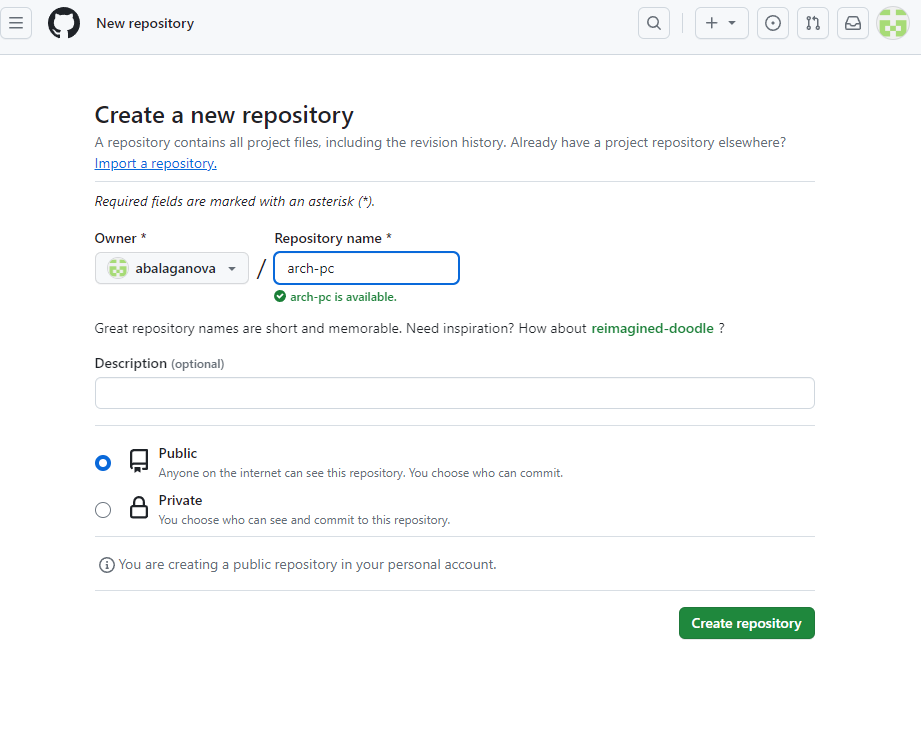 New repository
Create a new repository
A repository contains all project files, including the revision history. Already have a project repository elsewhere?
Import a repository.
Required fields are marked with an asterisk (*).
Owner * Repository name *
abalaganova / arch-pc
arch-pc is available.
Great repository names are short and memorable. Need inspiration? How about reimagined-doodle ?
Description (optional)
Public
Anyone on the internet can see this repository. You choose who can commit.
Private
You choose who can see and commit to this repository.
You are creating a public repository in your personal account.
Create repository